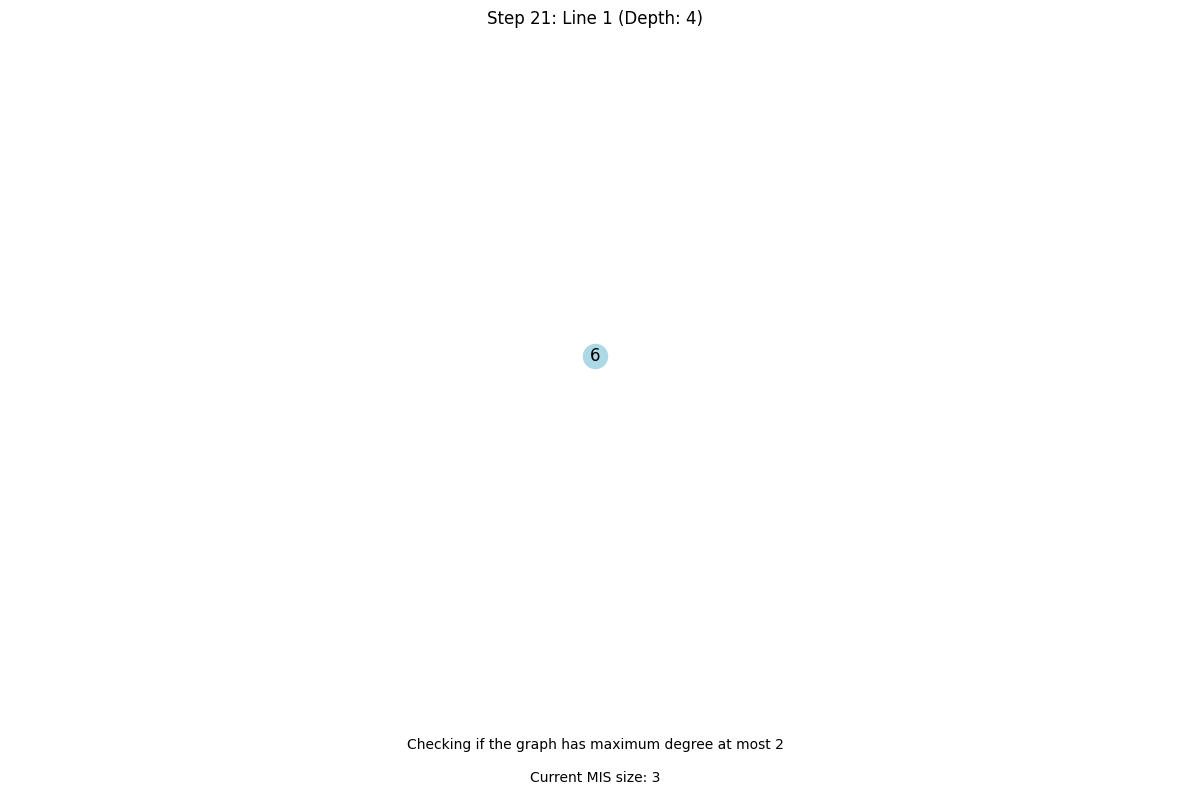 Step 21: Line 1 (Depth: 4)
6
Checking if the graph has maximum degree at most 2
Current MIS size: 3